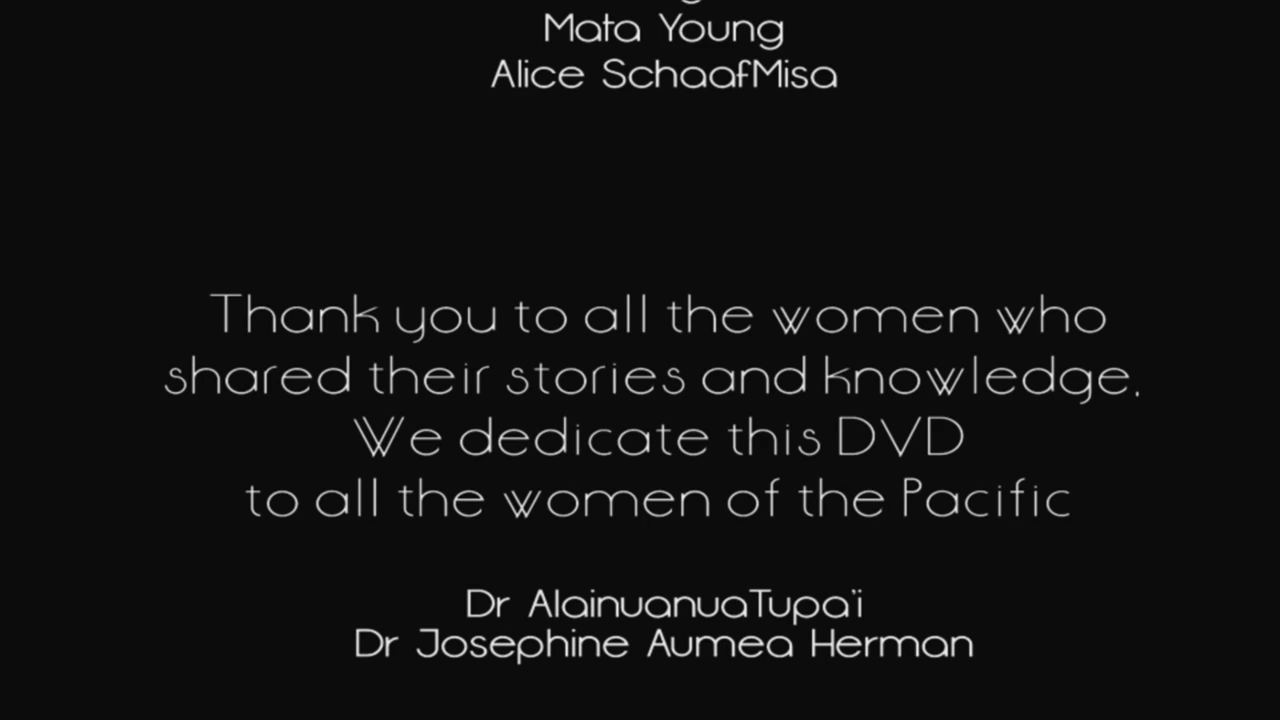 Mata Young
Alice SchaafMisa
Thank you to all the women who
shared their stories and knowledge.
We dedicate this DVD
to all the women of the Pacific
Dr AlainuanuaTupa'i
Dr Josephine Aumea Herman